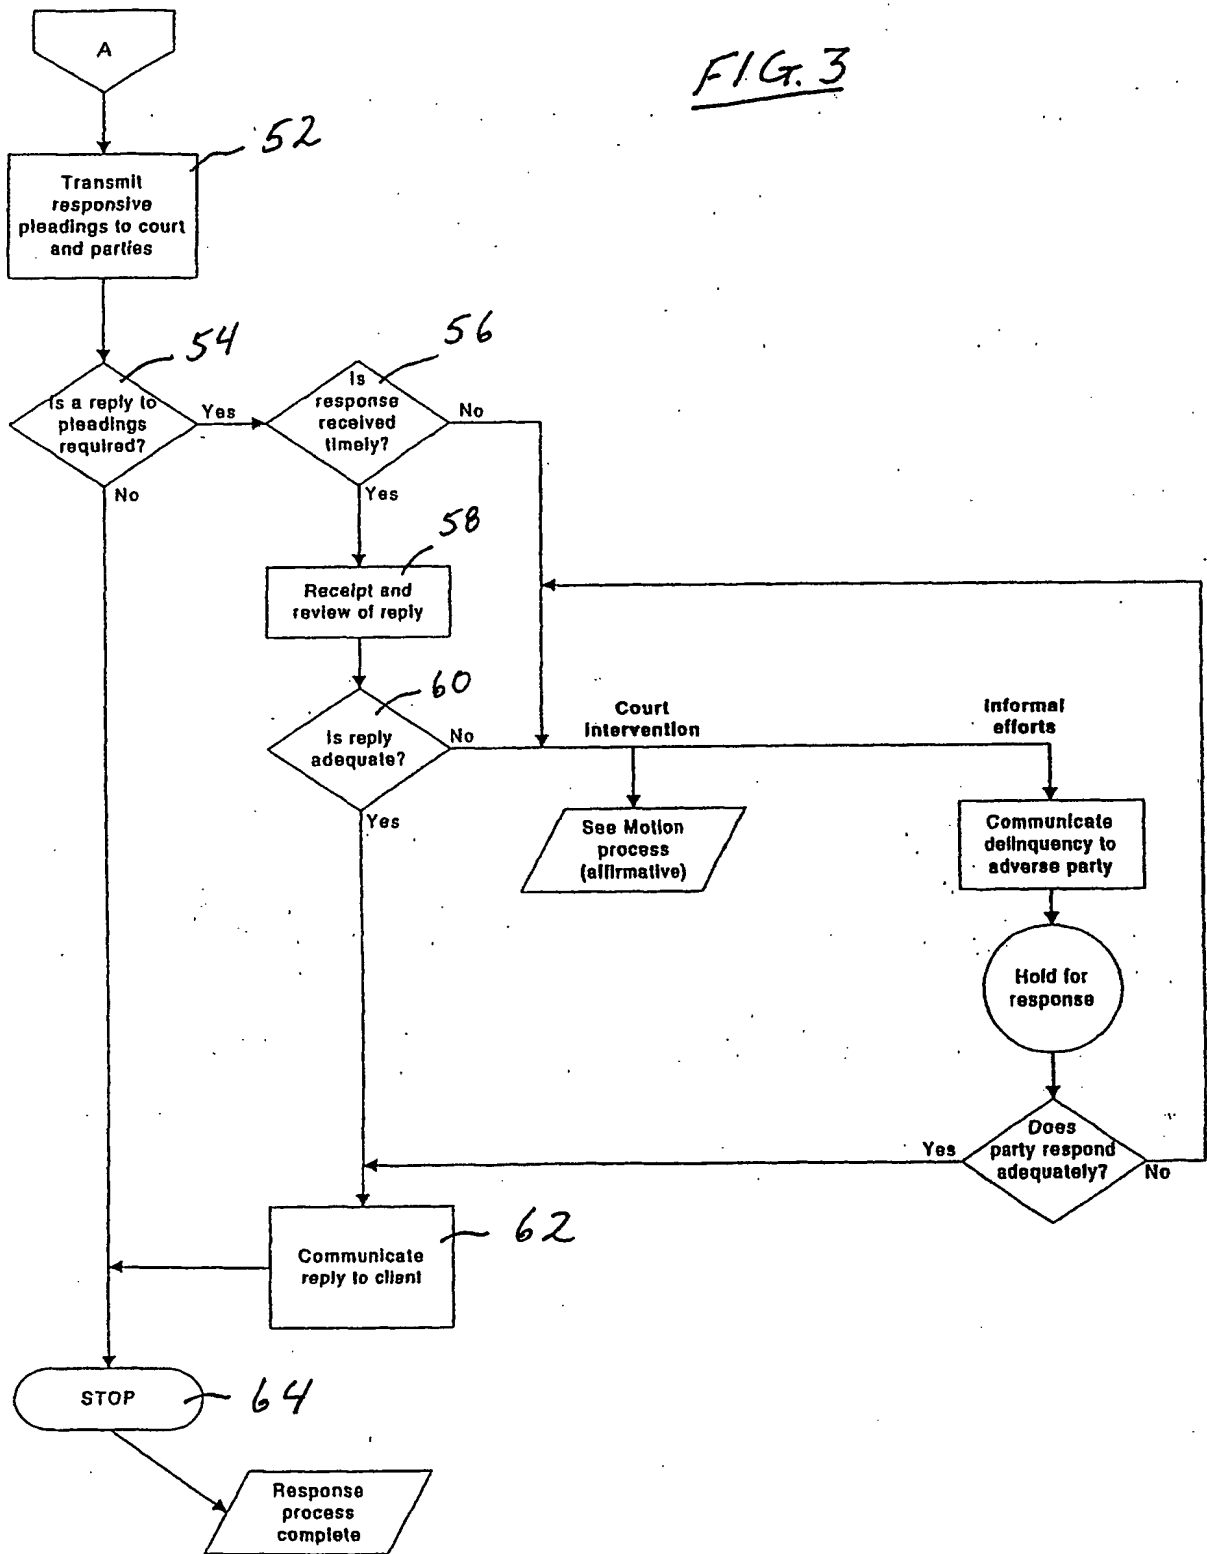 FIG. 3
A
52
Transmit
responsive
pleadings to court
and parties
54
Is a reply to
pleadings
required?
Yes
No
56
Is
response
received
timely?
No
Yes
58
Receipt and
review of reply
60
Is reply
adequate?
No
Yes
Court
intervention
See Motion
process
(affirmative)
Informal
efforts
Communicate
delinquency to
adverse party
Hold for
response
Does
party respond
adequately?
Yes
No
62
Communicate
reply to client
STOP
64
Response
process
complete